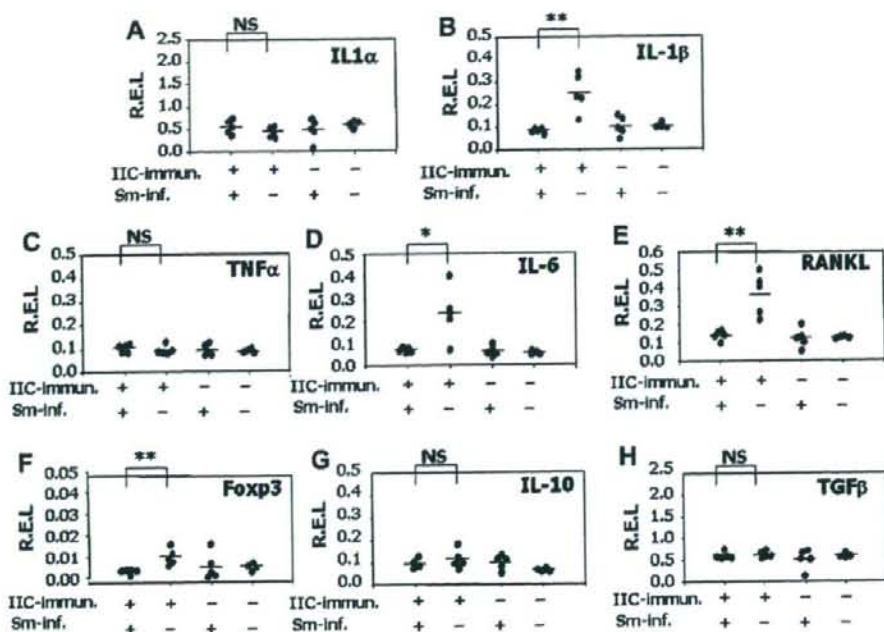 A
NS
IL1α
R.E.L
2.5
2.0
1.5
1.0
0.5
0.0
IIC-immun. + + − −
Sm-inf. + − + −
B
**
IL-1β
R.E.L
0.5
0.4
0.3
0.2
0.1
0.0
IIC-immun. + + − −
Sm-inf. + − + −
C
NS
TNFα
R.E.L
0.5
0.4
0.3
0.2
0.1
0.0
IIC-immun. + + − −
Sm-inf. + − + −
D
*
IL-6
R.E.L
0.5
0.4
0.3
0.2
0.1
0.0
IIC-immun. + + − −
Sm-inf. + − + −
E
**
RANKL
R.E.L
0.6
0.5
0.4
0.3
0.2
0.1
0.0
IIC-immun. + + − −
Sm-inf. + − + −
F
**
Foxp3
R.E.L
0.05
0.04
0.03
0.02
0.01
0.00
IIC-immun. + + − −
Sm-inf. + − + −
G
NS
IL-10
R.E.L
0.5
0.4
0.3
0.2
0.1
0.0
IIC-immun. + + − −
Sm-inf. + − + −
H
NS
TGFβ
R.E.L
2.5
2.0
1.5
1.0
0.5
0.0
IIC-immun. + + − −
Sm-inf. + − + −